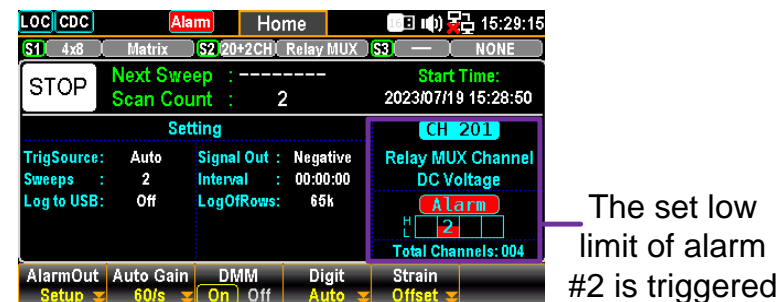 LOC CDC Alarm Home 15:29:15
S1 4x8 Matrix S2 20+2CH Relay MUX S3 — NONE
STOP
Next Sweep : -------
Scan Count : 2
Start Time:
2023/07/19 15:28:50
Setting
TrigSource: Auto Signal Out : Negative
Sweeps : 2 Interval : 00:00:00
Log to USB: Off LogOfRows: 65k
CH 201
Relay MUX Channel
DC Voltage
Alarm
H
L 2
Total Channels: 004
AlarmOut Auto Gain DMM Digit Strain
Setup 60/s On Off Auto Offset
The set low
limit of alarm
#2 is triggered